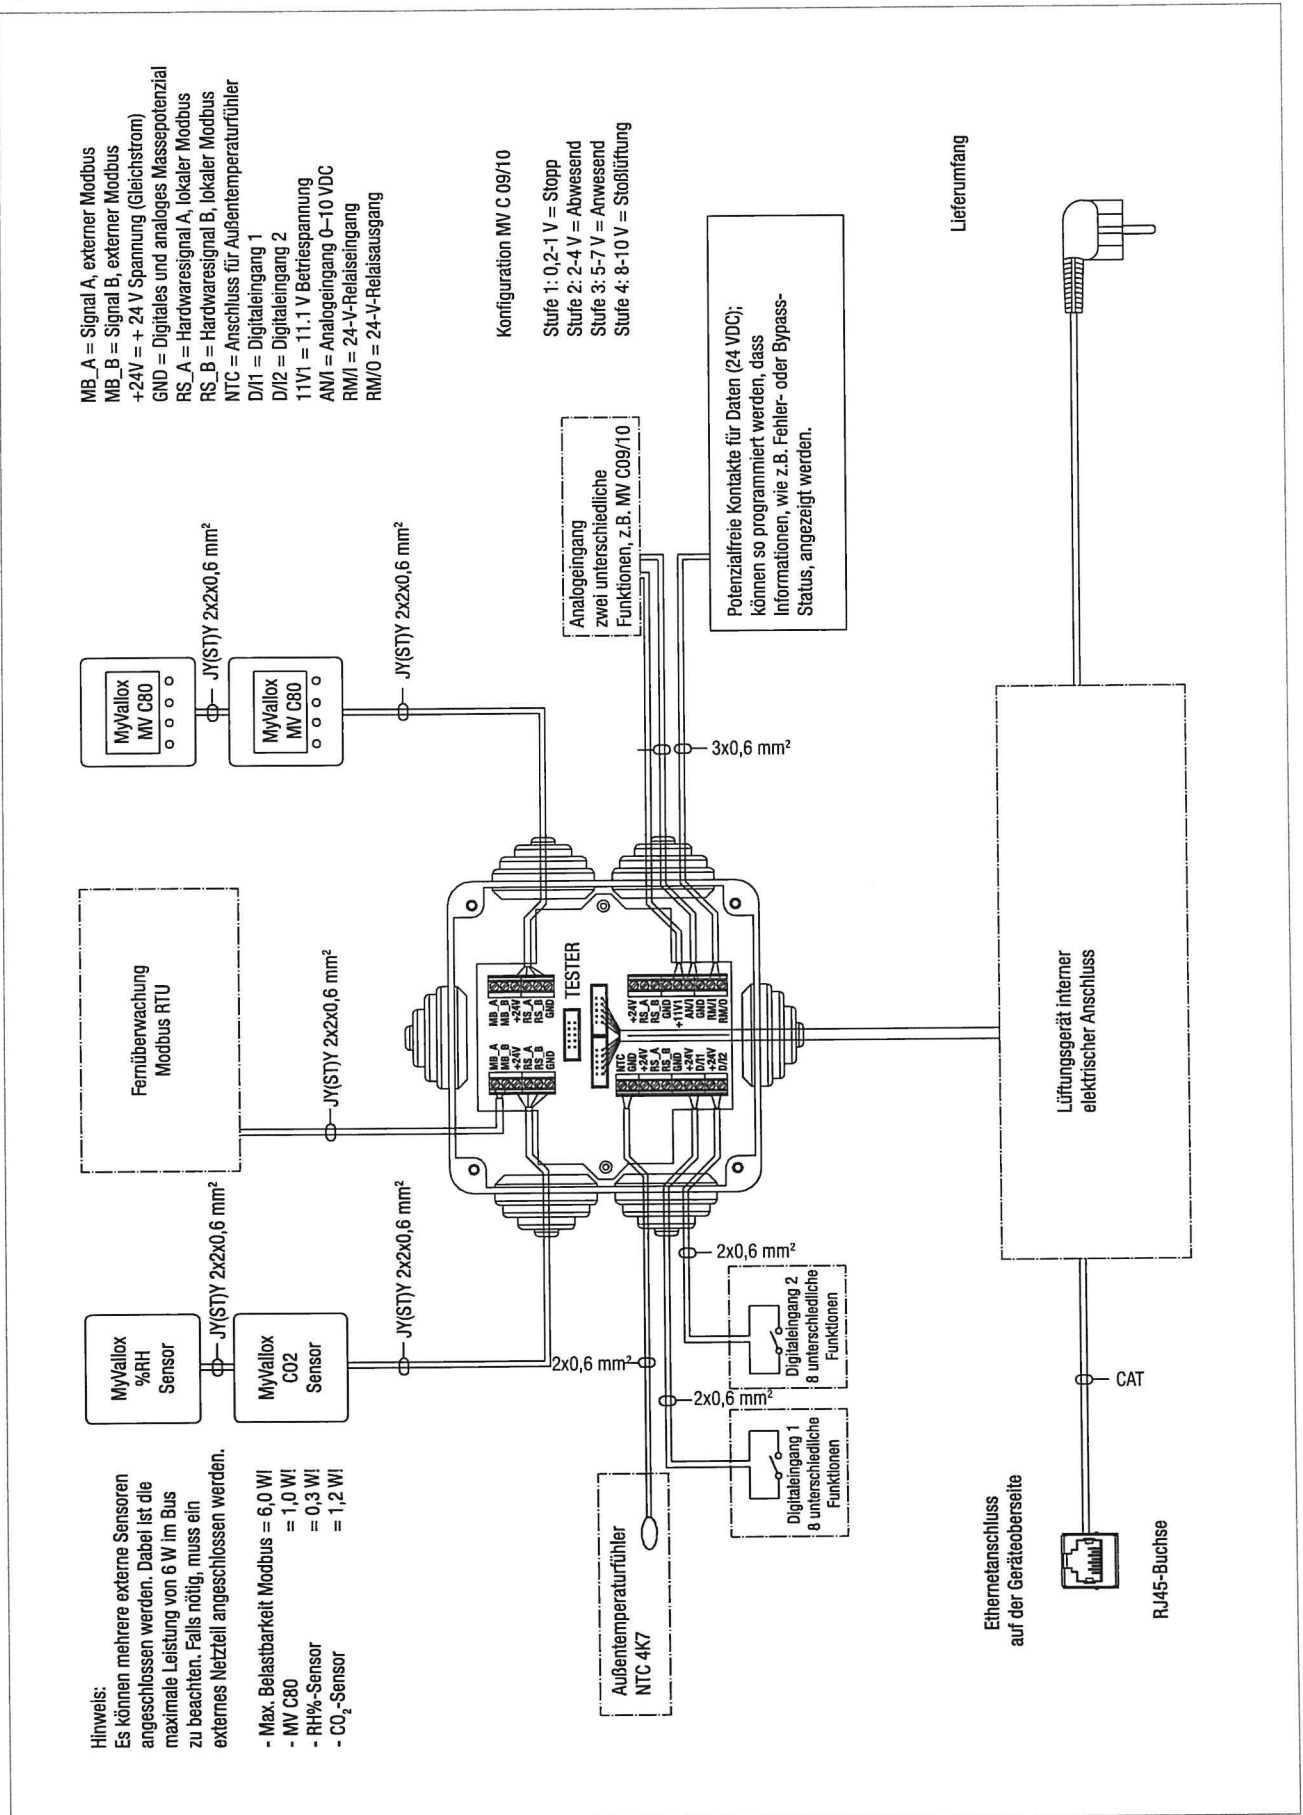 Hinweis:
Es können mehrere externe Sensoren
angeschlossen werden. Dabel ist die
maximale Leistung von 6 W im Bus
zu beachten. Falls nötig, muss ein
externes Netzteil angeschlossen werden.
- Max. Belastbarkeit Modbus = 6,0 W!
- MV C80 = 1,0 W!
- RH%-Sensor = 0,3 W!
- CO₂-Sensor = 1,2 W!
MyVallox
%RH
Sensor
JY(ST)Y 2x2x0,6 mm²
MyVallox
CO2
Sensor
JY(ST)Y 2x2x0,6 mm²
Fernüberwachung
Modbus RTU
JY(ST)Y 2x2x0,6 mm²
MyVallox
MV C80
JY(ST)Y 2x2x0,6 mm²
MyVallox
MV C80
JY(ST)Y 2x2x0,6 mm²
MB_A = Signal A, externer Modbus
MB_B = Signal B, externer Modbus
+24V = + 24 V Spannung (Gleichstrom)
GND = Digitales und analoges Massepotenzial
RS_A = Hardwaresignal A, lokaler Modbus
RS_B = Hardwaresignal B, lokaler Modbus
NTC = Anschluss für Außentemperaturfühler
D/I1 = Digitaleingang 1
D/I2 = Digitaleingang 2
11V1 = 11.1 V Betriespannung
AN/I = Analogeingang 0–10 VDC
RM/I = 24-V-Relaiseingang
RM/O = 24-V-Relaisausgang
Konfiguration MV C 09/10
Stufe 1: 0,2-1 V = Stopp
Stufe 2: 2-4 V = Abwesend
Stufe 3: 5-7 V = Anwesend
Stufe 4: 8-10 V = Stoßlüftung
MB_A
MB_B
+24V
RS_A
RS_B
GND
MB_A
MB_B
+24V
RS_A
RS_B
GND
TESTER
NTC
GND
+24V
RS_A
RS_B
GND
+24V
D/I1
+24V
D/I2
+24V
RS_A
RS_B
GND
+11V1
AN/I
GND
RM/I
RM/O
Analogeingang
zwei unterschiedliche
Funktionen, z.B. MV C09/10
3x0,6 mm²
Potenzialfreie Kontakte für Daten (24 VDC);
können so programmiert werden, dass
Informationen, wie z.B. Fehler- oder Bypass-
Status, angezeigt werden.
Außentemperaturfühler
NTC 4K7
2x0,6 mm²
2x0,6 mm²
2x0,6 mm²
Digitaleingang 1
8 unterschiedliche
Funktionen
Digitaleingang 2
8 unterschiedliche
Funktionen
Ethernetanschluss
auf der Geräteoberseite
RJ45-Buchse
CAT
Lüftungsgerät interner
elektrischer Anschluss
Lieferumfang